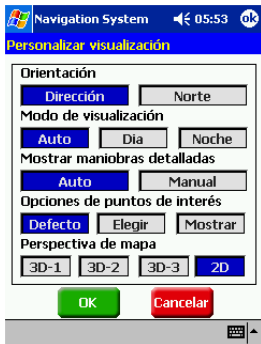 Navigation System 05:53 ok
Personalizar visualización
Orientación
Dirección Norte
Modo de visualización
Auto Dia Noche
Mostrar maniobras detalladas
Auto Manual
Opciones de puntos de interés
Defecto Elegir Mostrar
Perspectiva de mapa
3D-1 3D-2 3D-3 2D
OK Cancelar